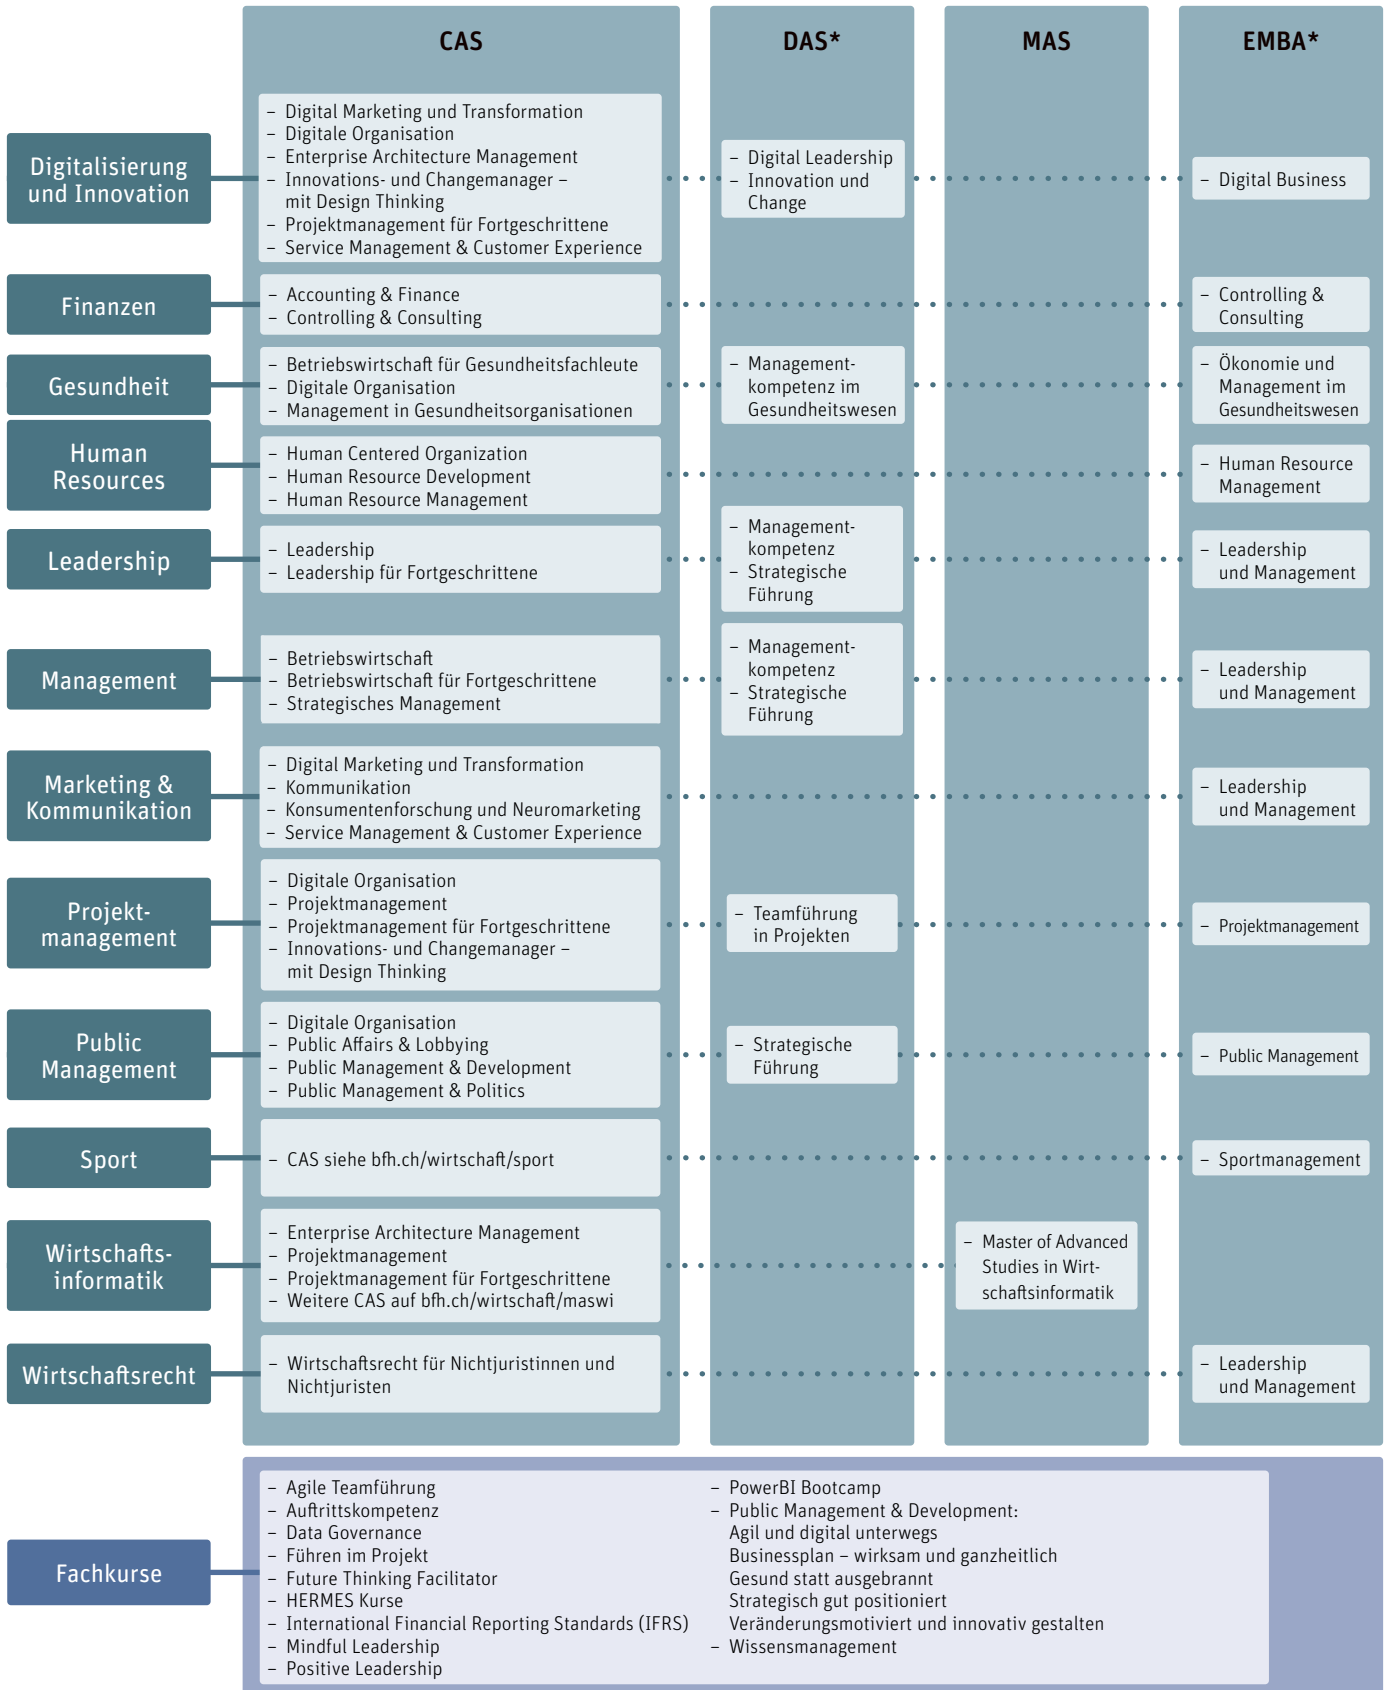 CAS
DAS*
MAS
EMBA*
Digitalisierung
und Innovation
– Digital Marketing und Transformation
– Digitale Organisation
– Enterprise Architecture Management
– Innovations- und Changemanager –
mit Design Thinking
– Projektmanagement für Fortgeschrittene
– Service Management & Customer Experience
– Digital Leadership
– Innovation und
Change
– Digital Business
Finanzen
– Accounting & Finance
– Controlling & Consulting
– Controlling &
Consulting
Gesundheit
– Betriebswirtschaft für Gesundheitsfachleute
– Digitale Organisation
– Management in Gesundheitsorganisationen
– Management-
kompetenz im
Gesundheitswesen
– Ökonomie und
Management im
Gesundheitswesen
Human
Resources
– Human Centered Organization
– Human Resource Development
– Human Resource Management
– Human Resource
Management
Leadership
– Leadership
– Leadership für Fortgeschrittene
– Management-
kompetenz
– Strategische
Führung
– Leadership
und Management
Management
– Betriebswirtschaft
– Betriebswirtschaft für Fortgeschrittene
– Strategisches Management
– Management-
kompetenz
– Strategische
Führung
– Leadership
und Management
Marketing &
Kommunikation
– Digital Marketing und Transformation
– Kommunikation
– Konsumentenforschung und Neuromarketing
– Service Management & Customer Experience
– Leadership
und Management
Projekt-
management
– Digitale Organisation
– Projektmanagement
– Projektmanagement für Fortgeschrittene
– Innovations- und Changemanager –
mit Design Thinking
– Teamführung
in Projekten
– Projektmanagement
Public
Management
– Digitale Organisation
– Public Affairs & Lobbying
– Public Management & Development
– Public Management & Politics
– Strategische
Führung
– Public Management
Sport
– CAS siehe bfh.ch/wirtschaft/sport
– Sportmanagement
Wirtschafts-
informatik
– Enterprise Architecture Management
– Projektmanagement
– Projektmanagement für Fortgeschrittene
– Weitere CAS auf bfh.ch/wirtschaft/maswi
– Master of Advanced
Studies in Wirt-
schaftsinformatik
Wirtschaftsrecht
– Wirtschaftsrecht für Nichtjuristinnen und
Nichtjuristen
– Leadership
und Management
Fachkurse
– Agile Teamführung
– Auftrittskompetenz
– Data Governance
– Führen im Projekt
– Future Thinking Facilitator
– HERMES Kurse
– International Financial Reporting Standards (IFRS)
– Mindful Leadership
– Positive Leadership
– PowerBI Bootcamp
– Public Management & Development:
Agil und digital unterwegs
Businessplan – wirksam und ganzheitlich
Gesund statt ausgebrannt
Strategisch gut positioniert
Veränderungsmotiviert und innovativ gestalten
– Wissensmanagement